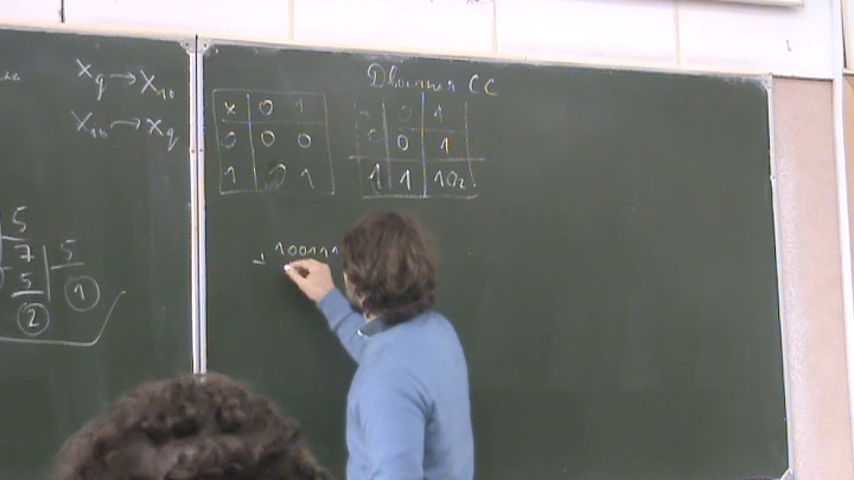 X_q → X_10
X_10 → X_q
5
7 5
5 1
2
Двоичная СС
x 0 1
0 0 0
1 0 1
0 1
0 0 1
1 1 10₂
+ 100111